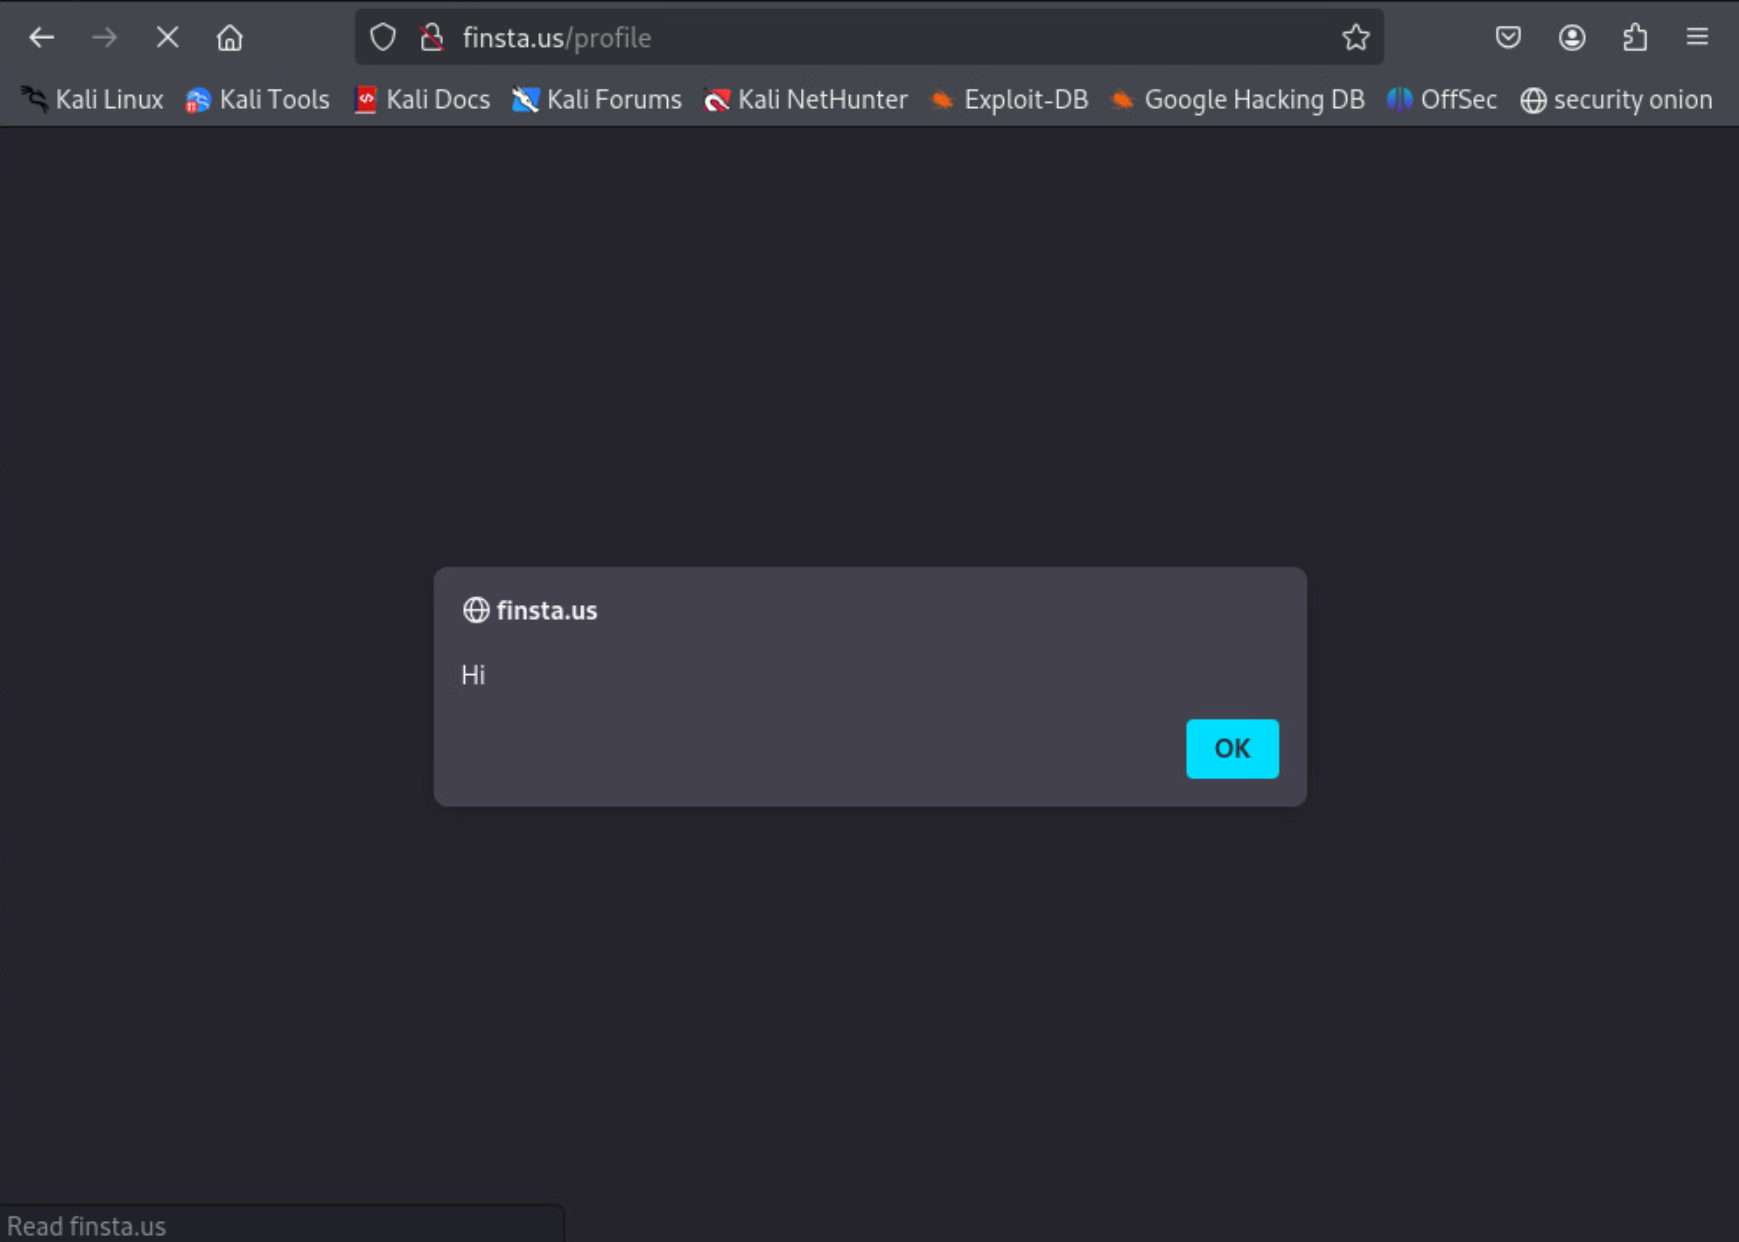 finsta.us/profile
Kali Linux Kali Tools Kali Docs Kali Forums Kali NetHunter Exploit-DB Google Hacking DB OffSec security onion
finsta.us
Hi
OK
Read finsta.us